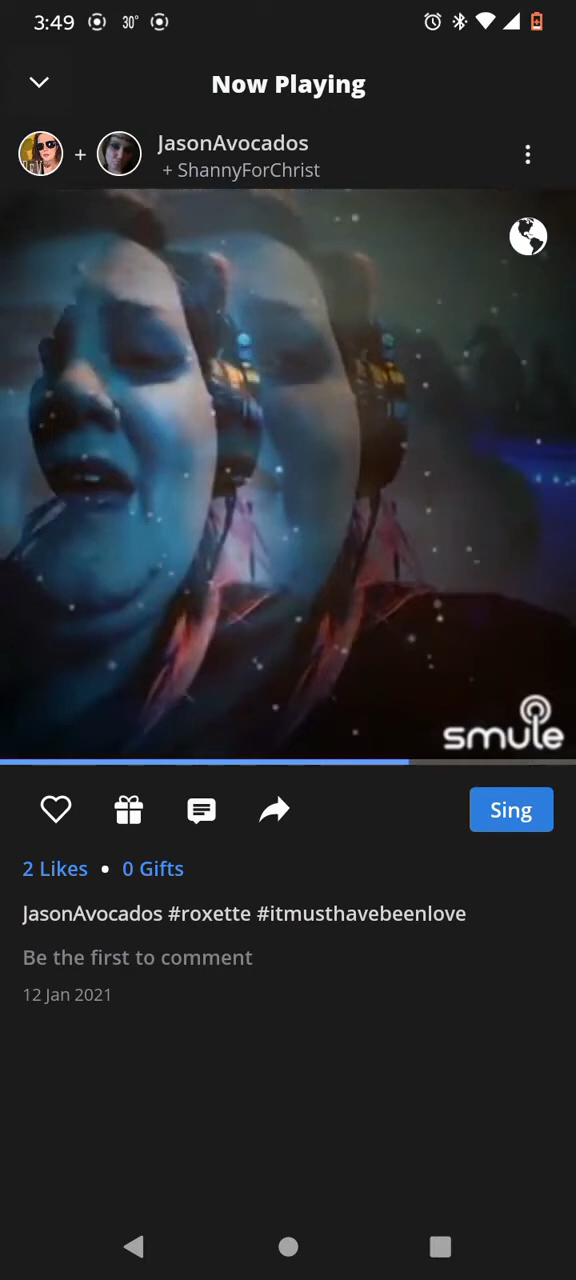 3:49 30°
Now Playing
+ JasonAvocados
+ ShannyForChrist
smule
Sing
2 Likes • 0 Gifts
JasonAvocados #roxette #itmusthavebeenlove
Be the first to comment
12 Jan 2021